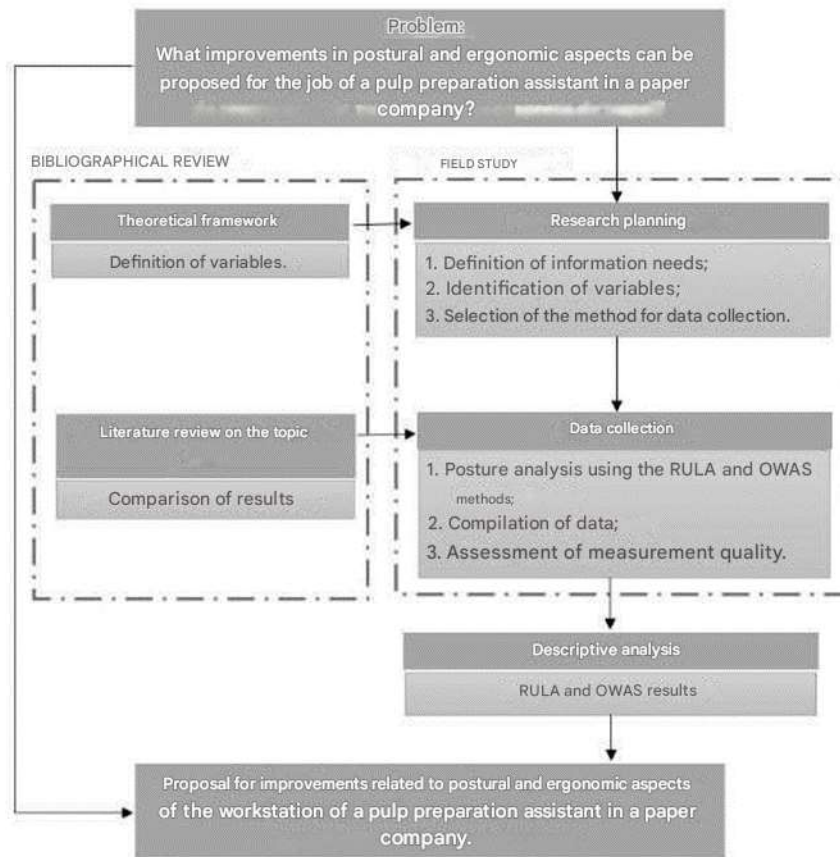 Problem:
What improvements in postural and ergonomic aspects can be
proposed for the job of a pulp preparation assistant in a paper
company?
BIBLIOGRAPHICAL REVIEW
FIELD STUDY
Theoretical framework
Definition of variables.
Research planning
1. Definition of information needs;
2. Identification of variables;
3. Selection of the method for data collection.
Literature review on the topic
Comparison of results
Data collection
1. Posture analysis using the RULA and OWAS
methods;
2. Compilation of data;
3. Assessment of measurement quality.
Descriptive analysis
RULA and OWAS results
Proposal for improvements related to postural and ergonomic aspects
of the workstation of a pulp preparation assistant in a paper
company.